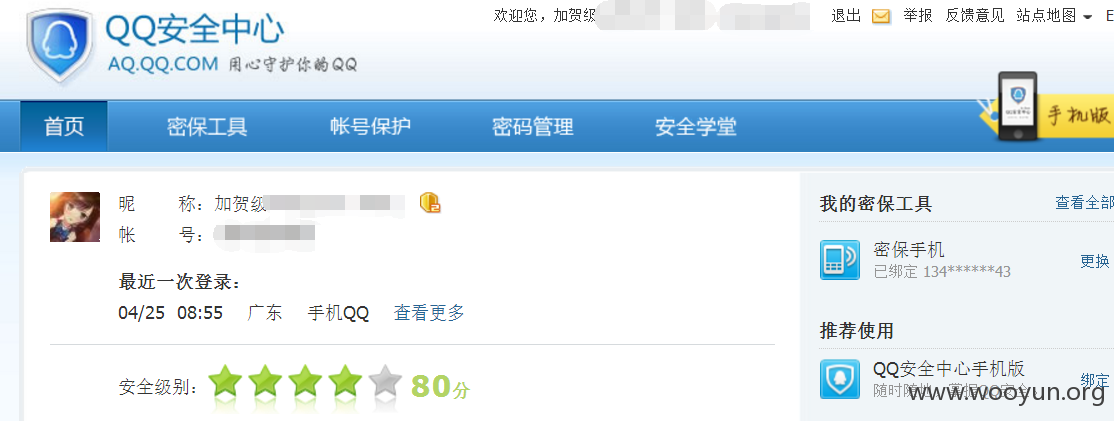 欢迎您，加贺级 退出 举报 反馈意见 站点地图
QQ安全中心
AQ.QQ.COM 用心守护你的QQ
首页 密保工具 帐号保护 密码管理 安全学堂 手机版
昵 称：加贺级
帐 号：
最近一次登录：
04/25 08:55 广东 手机QQ 查看更多
安全级别： 80分
我的密保工具 查看全部
密保手机
已绑定 134******43 更换
推荐使用
QQ安全中心手机版
随时随地 掌握QQ安全 绑定
www.wooyun.org